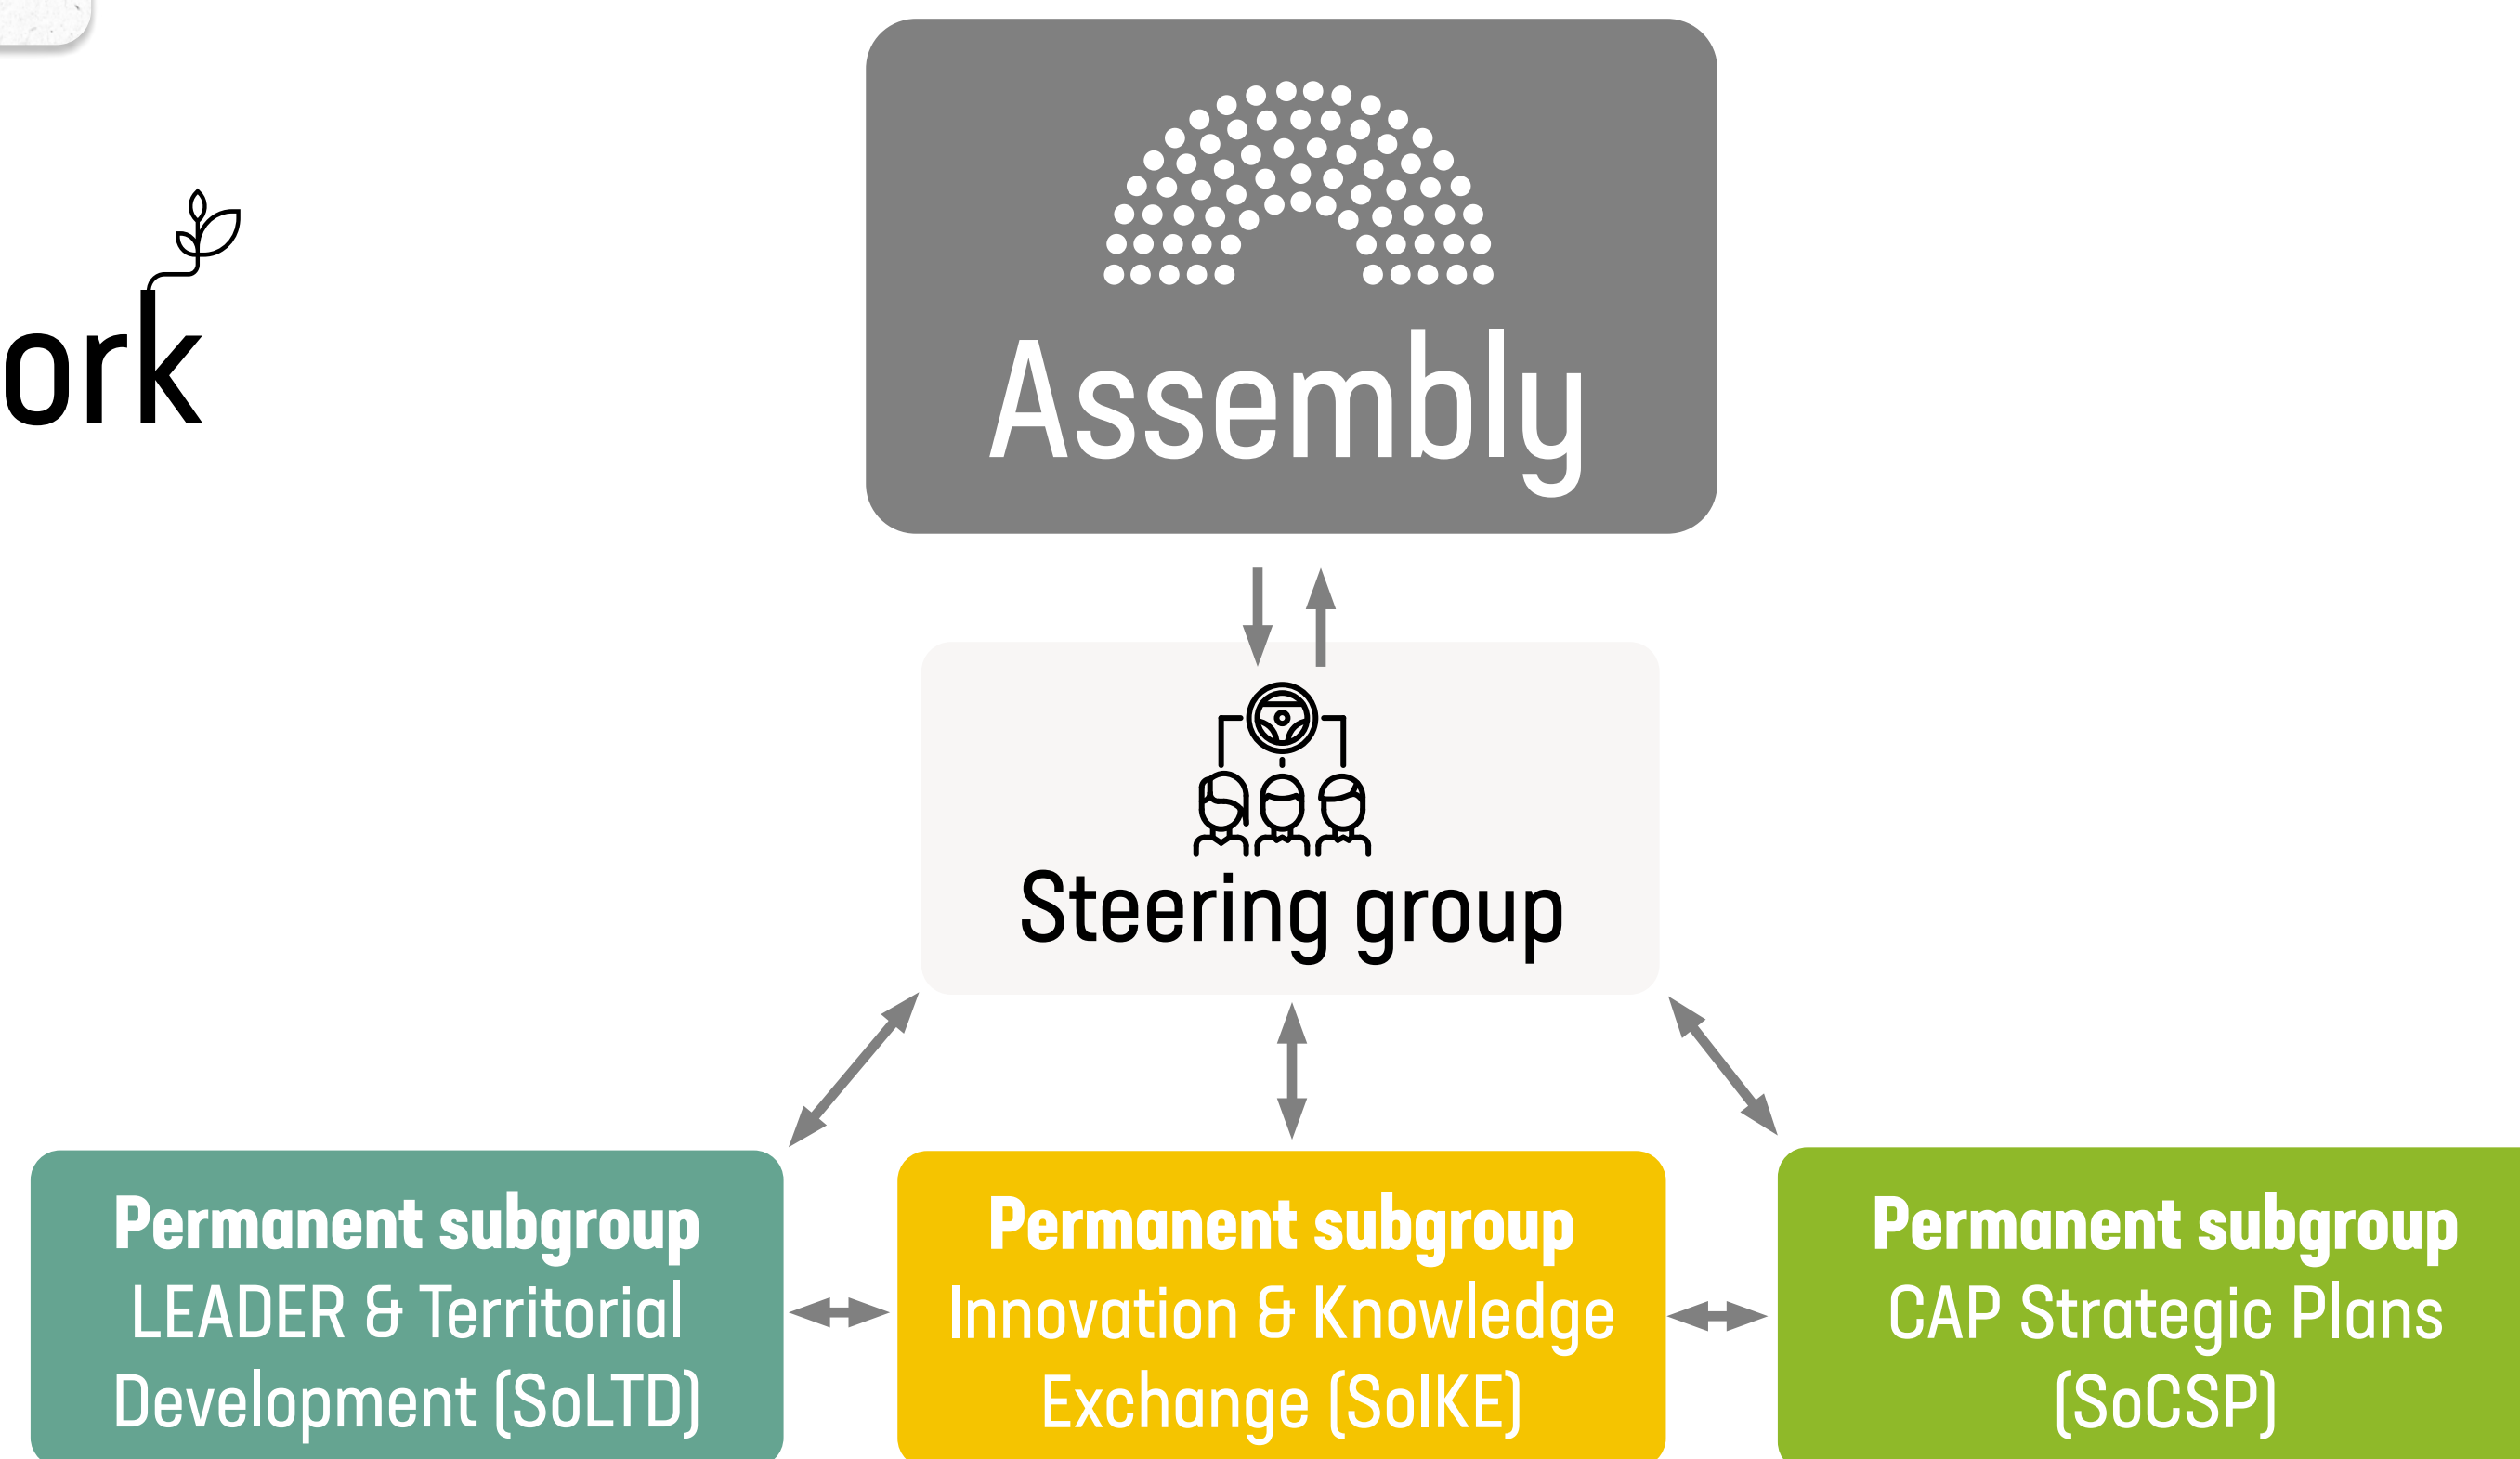 ork
Assembly
Steering group
Permanent subgroup
LEADER & Territorial
Development (SoLTD)
Permanent subgroup
Innovation & Knowledge
Exchange (SoIKE)
Permanent subgroup
CAP Strategic Plans
(SoCSP)